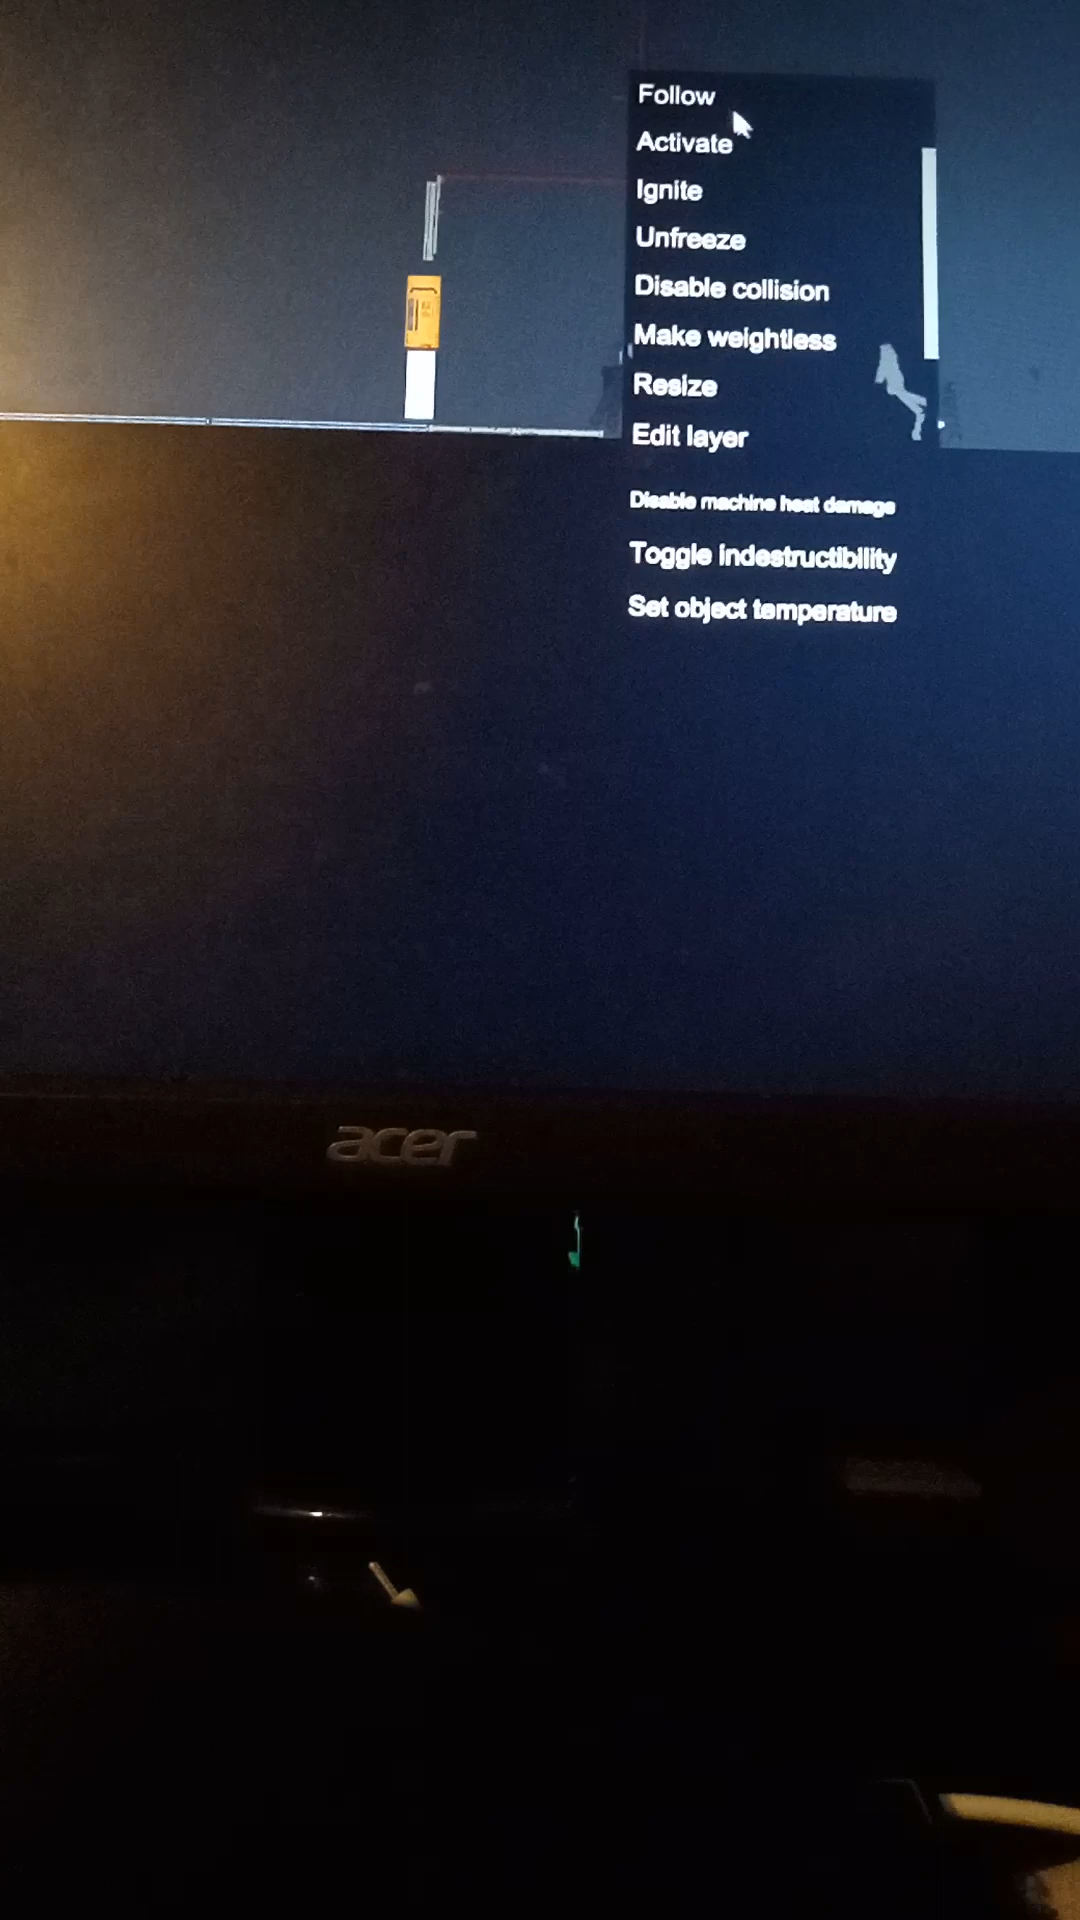 Follow
Activate
Ignite
Unfreeze
Disable collision
Make weightless
Resize
Edit layer
Disable machine heat damage
Toggle indestructibility
Set object temperature
acer